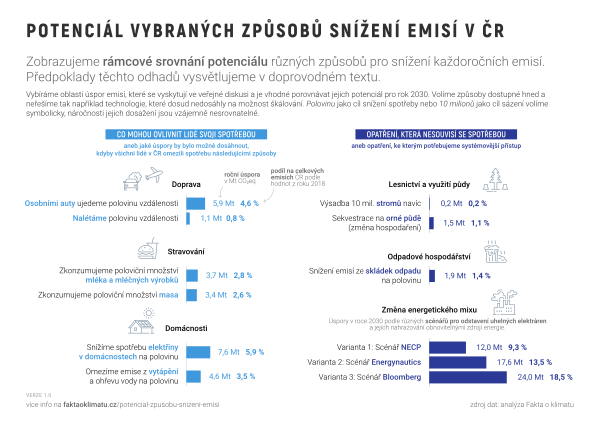 POTENCIÁL VYBRANÝCH ZPŮSOBŮ SNÍŽENÍ EMISÍ V ČR
Zobrazujeme rámcové srovnání potenciálu různých způsobů pro snížení každoročních emisí.
Předpoklady těchto odhadů vysvětlujeme v doprovodném textu.
Vybíráme oblasti úspor emisí, které se vyskytují ve veřejné diskusi a je vhodné porovnávat jejich potenciál pro rok 2030. Volíme způsoby dostupné hned a
neřešíme tak například technologie, které dosud nedosáhly na možnost škálování. Polovinu jako cíl snížení spotřeby nebo 10 milionů jako cíl sázení volíme
symbolicky, náročnosti jejich dosažení jsou vzájemně nesrovnatelné.
CO MOHOU OVLIVNIT LIDÉ SVOJÍ SPOTŘEBOU
aneb jaké úspory by bylo možné dosáhnout,
kdyby všichni lidé v ČR omezili spotřebu následujícími způsoby
Doprava
roční úspora
v Mt CO₂eq
podíl na celkových
emisích ČR podle
hodnot z roku 2018
Osobními auty ujedeme polovinu vzdálenosti 5,9 Mt 4,6 %
Nalétáme polovinu vzdálenosti 1,1 Mt 0,8 %
Stravování
Zkonzumujeme poloviční množství
mléka a mléčných výrobků 3,7 Mt 2,8 %
Zkonzumujeme poloviční množství masa 3,4 Mt 2,6 %
Domácnosti
Snížíme spotřebu elektřiny
v domácnostech na polovinu 7,6 Mt 5,9 %
Omezíme emise z vytápění
a ohřevu vody na polovinu 4,6 Mt 3,5 %
OPATŘENÍ, KTERÁ NESOUVISÍ SE SPOTŘEBOU
aneb opatření, ke kterým potřebujeme systémovější přístup
Lesnictví a využití půdy
Výsadba 10 mil. stromů navíc 0,2 Mt 0,2 %
Sekvestrace na orné půdě
(změna hospodaření) 1,5 Mt 1,1 %
Odpadové hospodářství
Snížení emisí ze skládek odpadu
na polovinu 1,9 Mt 1,4 %
Změna energetického mixu
Úspory v roce 2030 podle různých scénářů pro odstavení uhelných elektráren
a jejich nahrazování obnovitelnými zdroji energie
Varianta 1: Scénář NECP 12,0 Mt 9,3 %
Varianta 2: Scénář Energynautics 17,6 Mt 13,5 %
Varianta 3: Scénář Bloomberg 24,0 Mt 18,5 %
VERZE 1.0
více info na faktaoklimatu.cz/potencial-zpusobu-snizeni-emisi
zdroj dat: analýza Fakta o klimatu